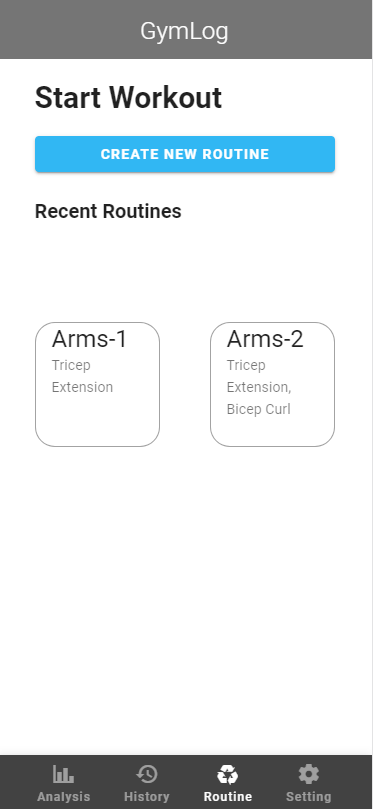 GymLog
Start Workout
CREATE NEW ROUTINE
Recent Routines
Arms-1
Tricep
Extension
Arms-2
Tricep
Extension,
Bicep Curl
Analysis
History
Routine
Setting